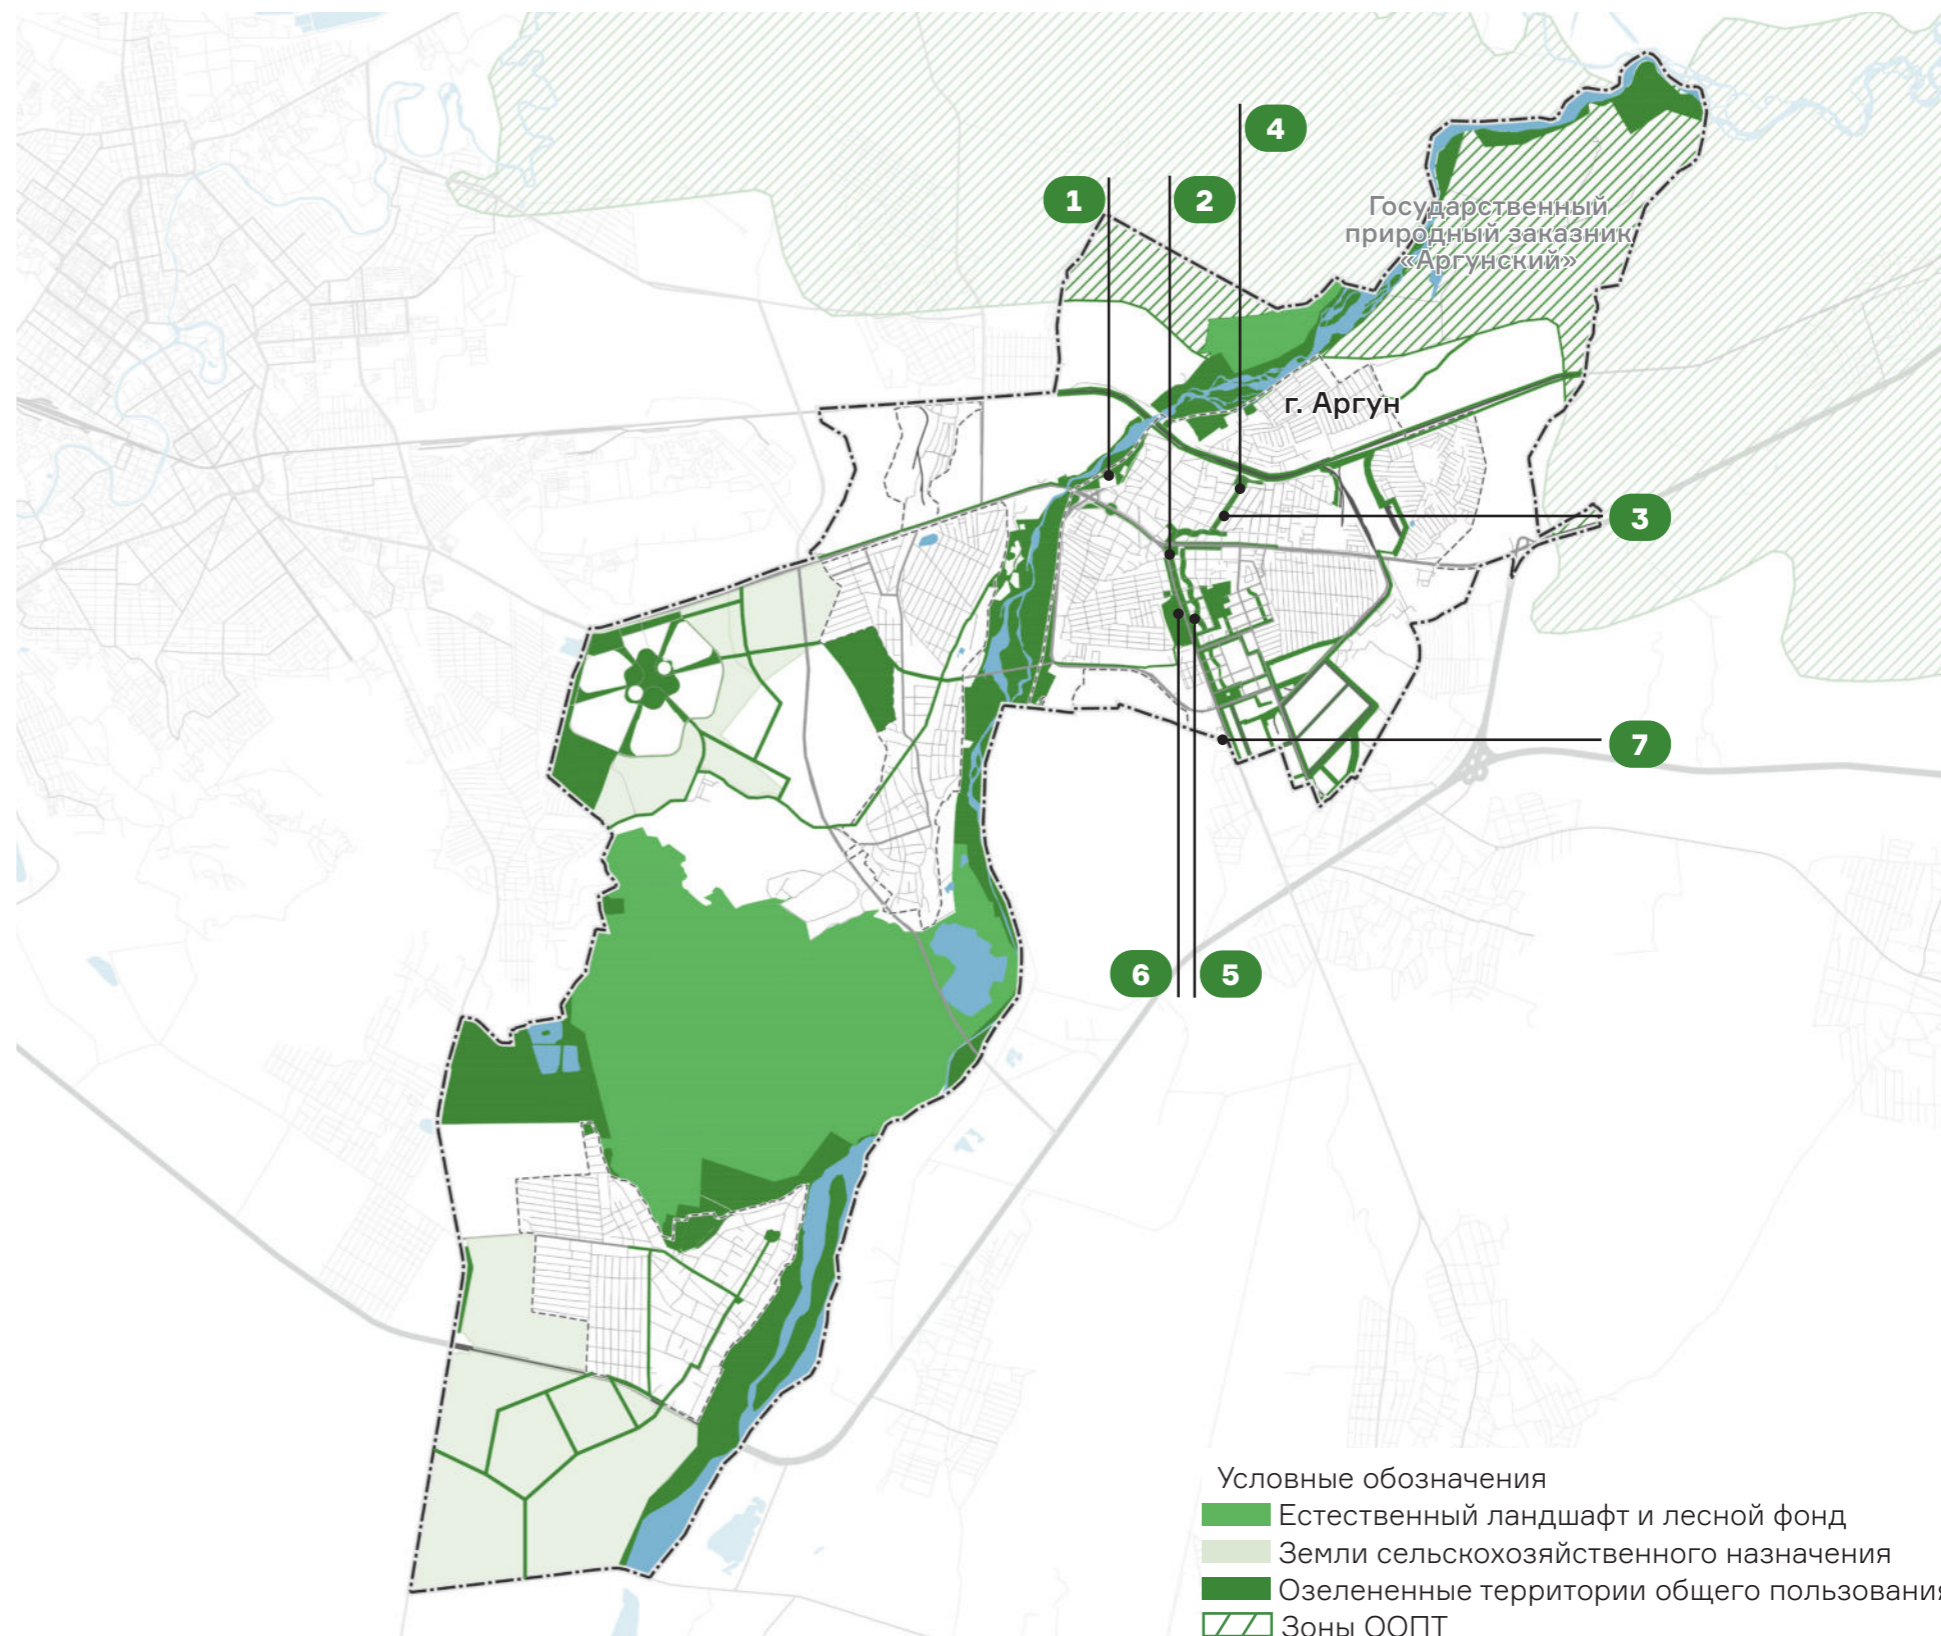 4
1
2
Государственный
природный заказник
«Аргунский»
г. Аргун
3
7
6
5
Условные обозначения
Естественный ландшафт и лесной фонд
Земли сельскохозяйственного назначения
Озелененные территории общего пользования
Зоны ООПТ